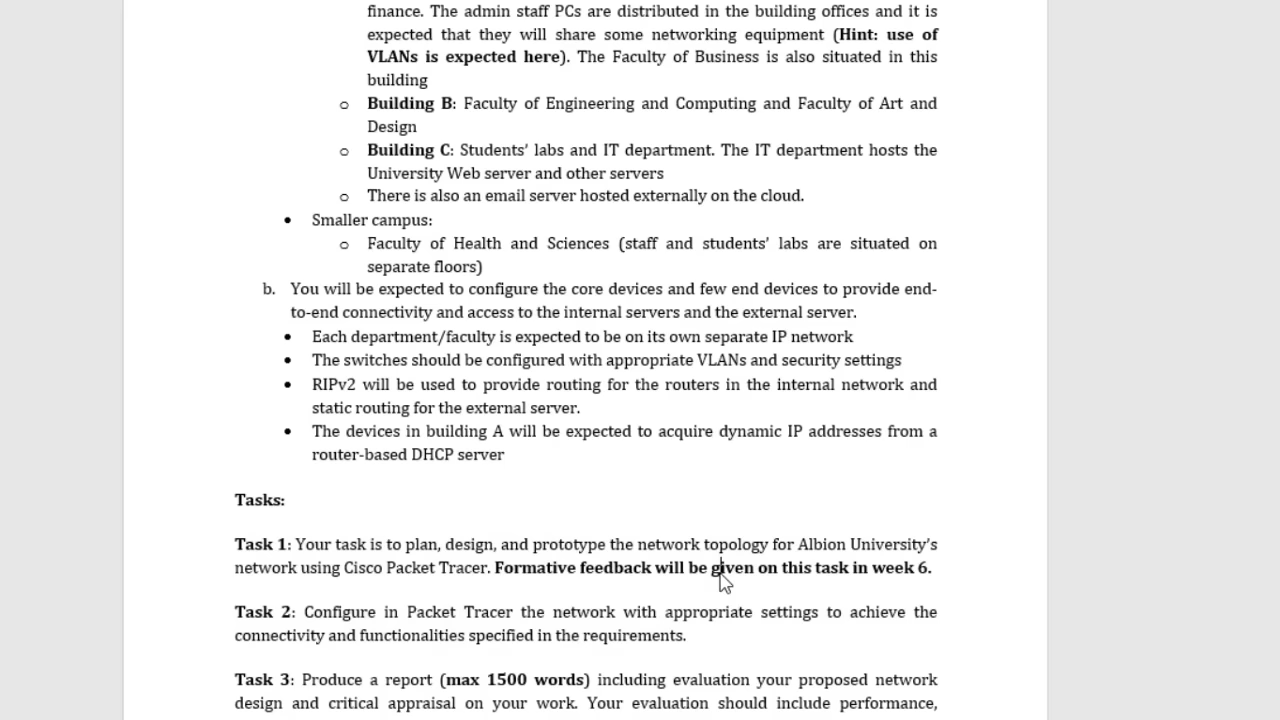 finance. The admin staff PCs are distributed in the building offices and it is
expected that they will share some networking equipment (Hint: use of
VLANs is expected here). The Faculty of Business is also situated in this
building
o Building B: Faculty of Engineering and Computing and Faculty of Art and
Design
o Building C: Students' labs and IT department. The IT department hosts the
University Web server and other servers
o There is also an email server hosted externally on the cloud.
• Smaller campus:
o Faculty of Health and Sciences (staff and students' labs are situated on
separate floors)
b. You will be expected to configure the core devices and few end devices to provide end-
to-end connectivity and access to the internal servers and the external server.
• Each department/faculty is expected to be on its own separate IP network
• The switches should be configured with appropriate VLANs and security settings
• RIPv2 will be used to provide routing for the routers in the internal network and
static routing for the external server.
• The devices in building A will be expected to acquire dynamic IP addresses from a
router-based DHCP server
Tasks:
Task 1: Your task is to plan, design, and prototype the network topology for Albion University's
network using Cisco Packet Tracer. Formative feedback will be given on this task in week 6.
Task 2: Configure in Packet Tracer the network with appropriate settings to achieve the
connectivity and functionalities specified in the requirements.
Task 3: Produce a report (max 1500 words) including evaluation your proposed network
design and critical appraisal on your work. Your evaluation should include performance,